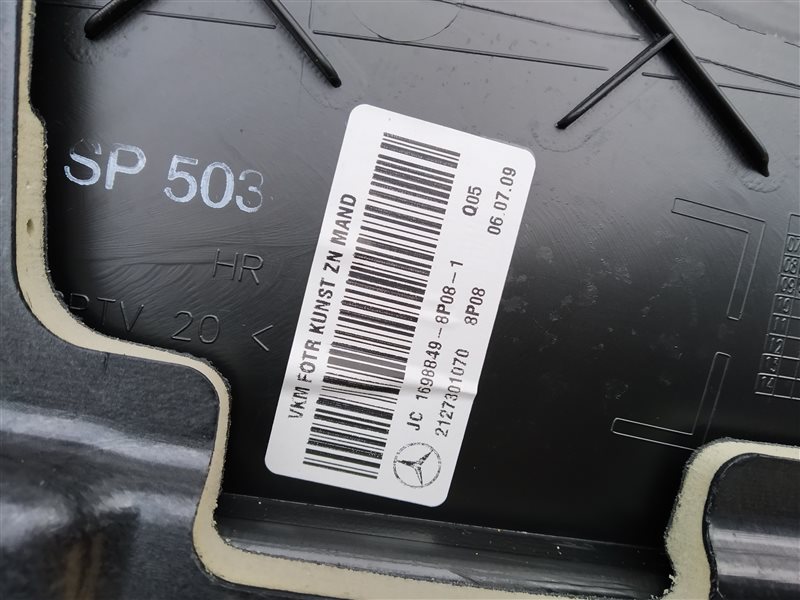 SP 503
HR
PTV 20 <
VKM FOTR KUNST ZN MAND
JC 1698849-8P08-1 Q05
2127301070 8P08 06.07.09